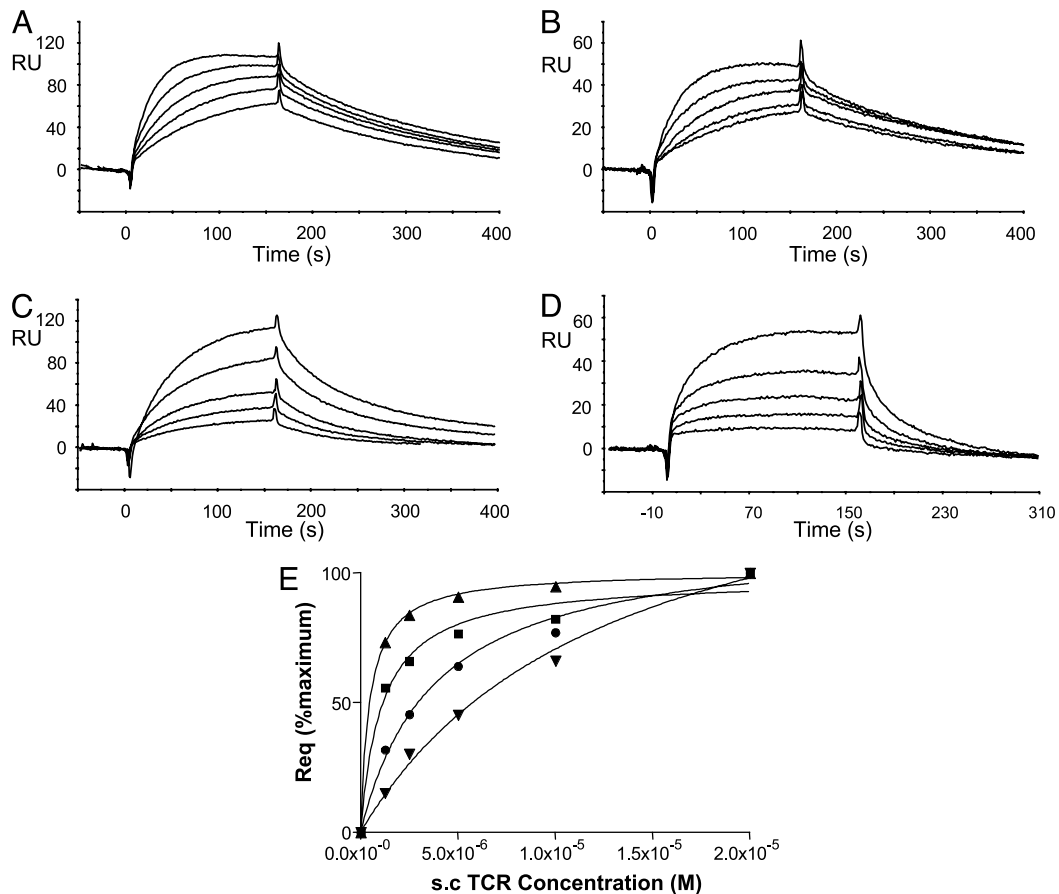 A
120
RU
80
40
0
0 100 200 300 400
Time (s)
B
60
RU
40
20
0
0 100 200 300 400
Time (s)
C
120
RU
80
40
0
0 100 200 300 400
Time (s)
D
60
RU
40
20
0
-10 70 150 230 310
Time (s)
E
100
50
0
Req (%maximum)
0.0x10-0 5.0x10-6 1.0x10-5 1.5x10-5 2.0x10-5
s.c TCR Concentration (M)